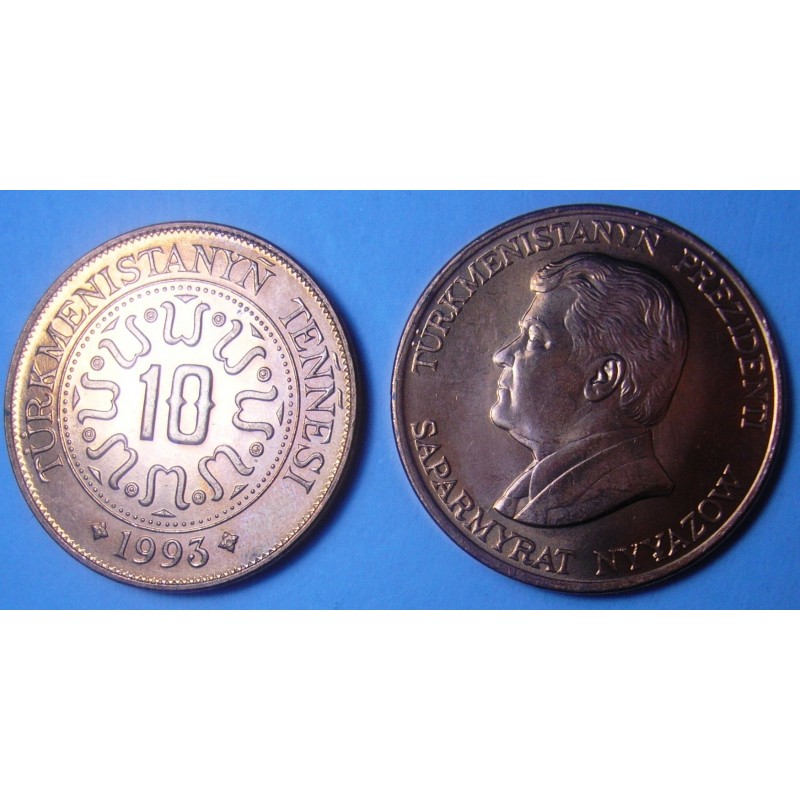 TÜRKMENISTANYŇ TEŇŇESI
10
1993
TÜRKMENISTANYŇ PREZIDENTI
SAPARMYRAT NYÝAZOW